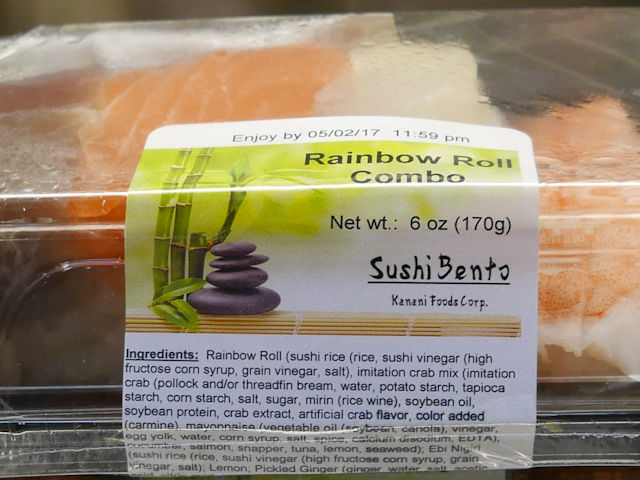 Enjoy by 05/02/17 11:59 pm
Rainbow Roll
Combo
Net wt.: 6 oz (170g)
Sushi Bento
Kanani Foods Corp.
Ingredients: Rainbow Roll (sushi rice (rice, sushi vinegar (high
fructose corn syrup, grain vinegar, salt), imitation crab mix (imitation
crab (pollock and/or threadfin bream, water, potato starch, tapioca
starch, corn starch, salt, sugar, mirin (rice wine), soybean oil,
soybean protein, crab extract, artificial crab flavor, color added
(carmine), mayonnaise (vegetable oil (soybean, canola), vinegar,
egg yolk, water, corn syrup, salt, spice, calcium disodium, EDTA),
cucumber, salmon, snapper, tuna, lemon, seaweed); Ebi Nigiri
(sushi rice (rice, sushi vinegar (high fructose corn syrup, grain
vinegar, salt); Lemon; Pickled Ginger (ginger, water, salt, acetic